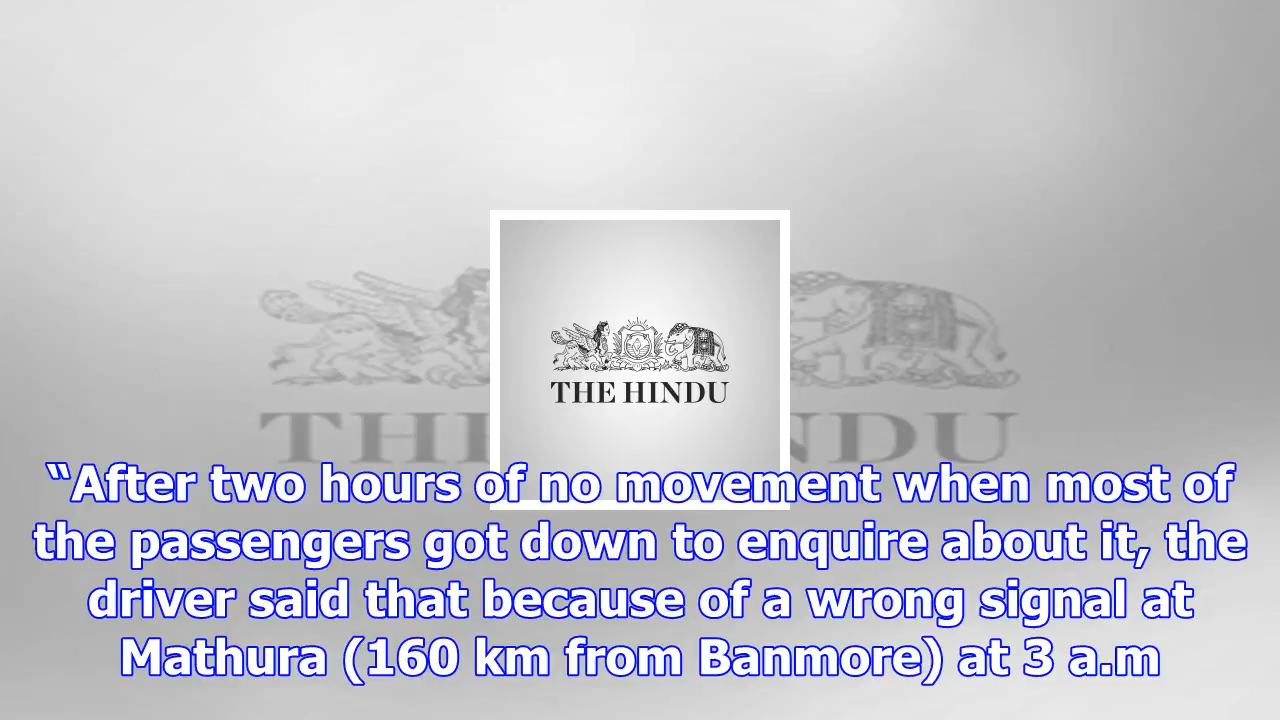 THE HINDU
“After two hours of no movement when most of
the passengers got down to enquire about it, the
driver said that because of a wrong signal at
Mathura (160 km from Banmore) at 3 a.m